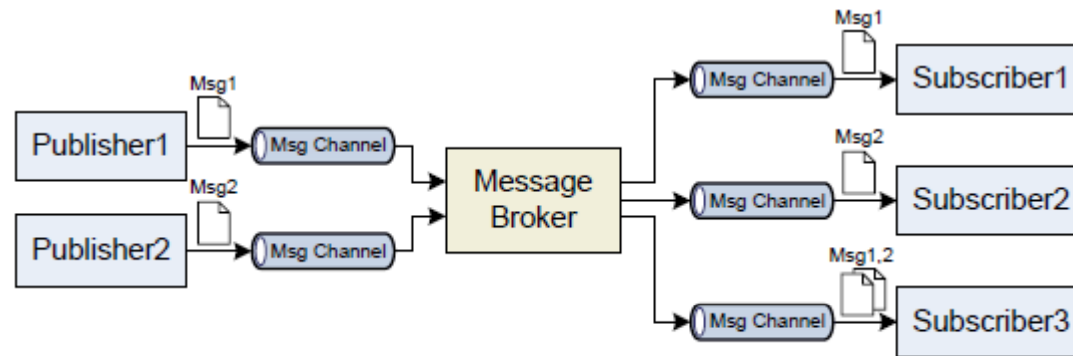 Msg1
Publisher1
Msg Channel
Msg2
Publisher2
Msg Channel
Message
Broker
Msg1
Msg Channel
Subscriber1
Msg2
Msg Channel
Subscriber2
Msg1,2
Msg Channel
Subscriber3